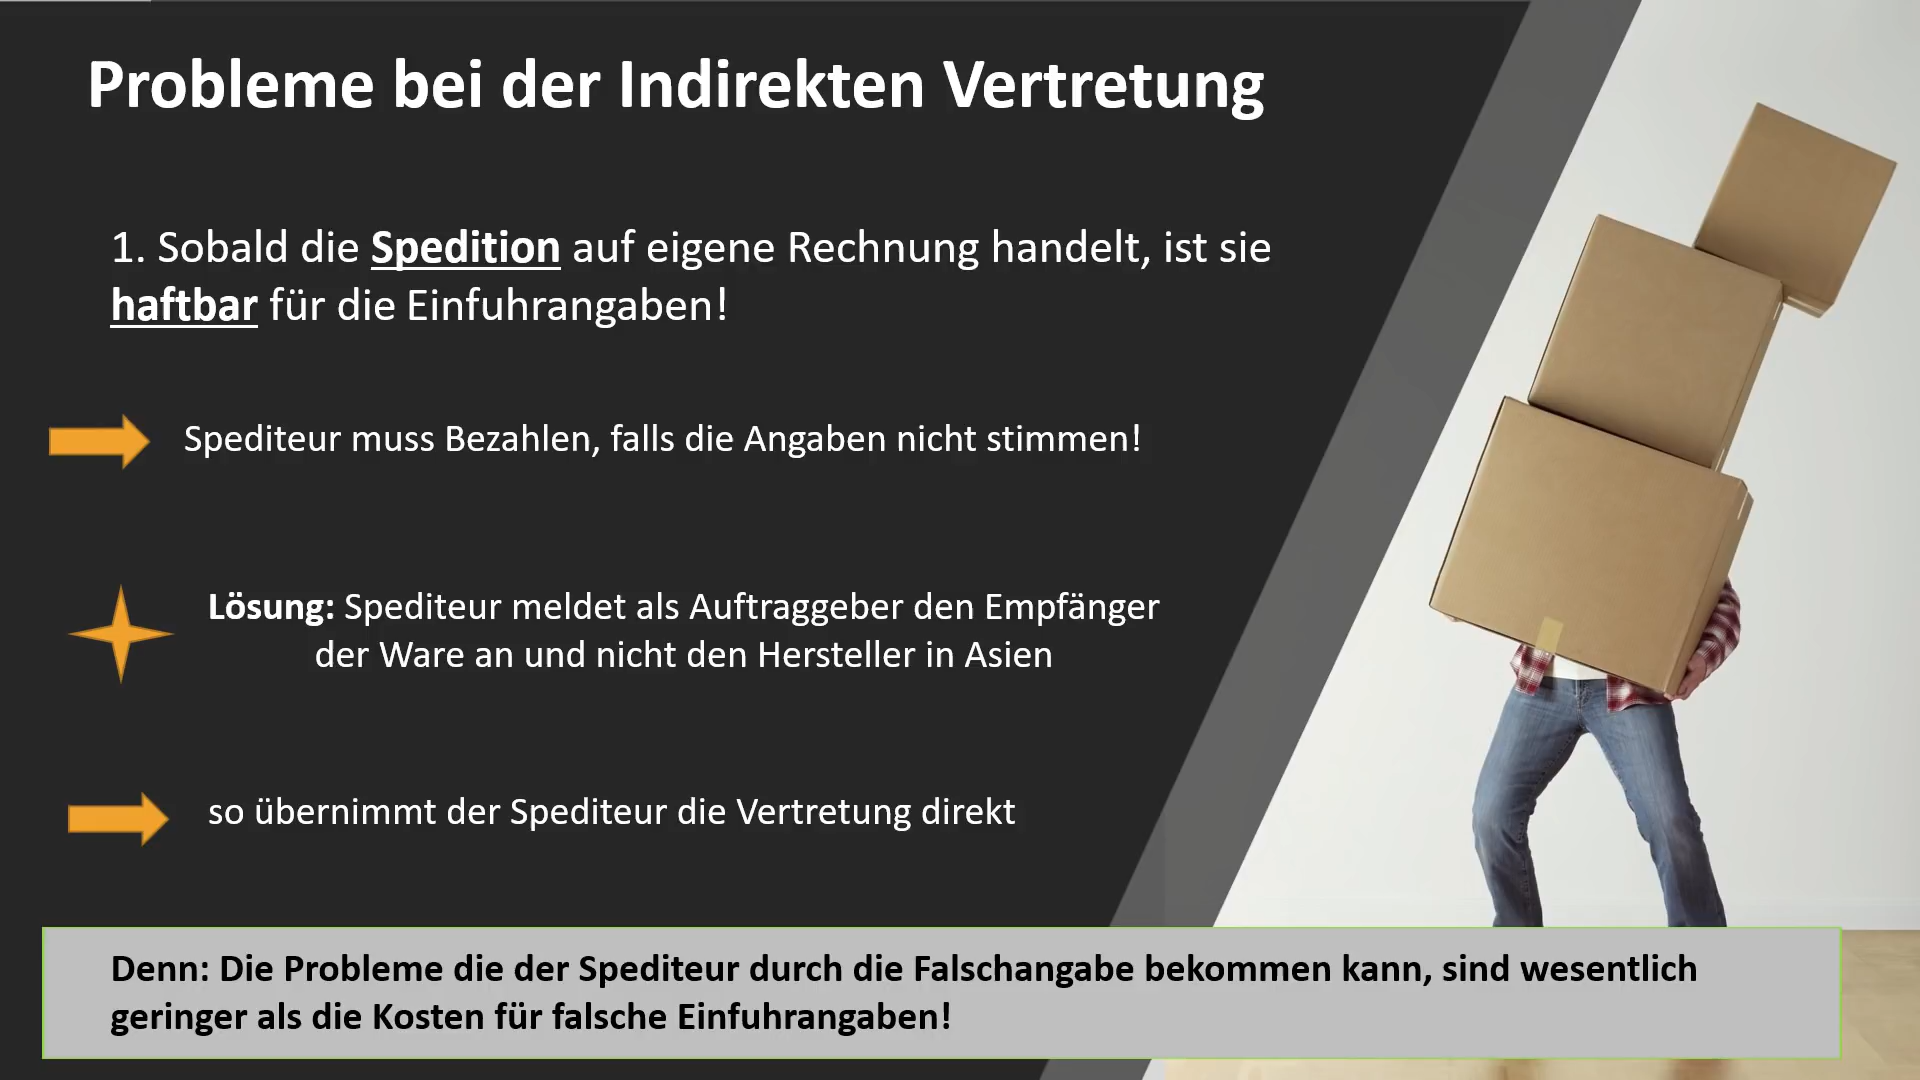 Probleme bei der Indirekten Vertretung
1. Sobald die Spedition auf eigene Rechnung handelt, ist sie
haftbar für die Einfuhrangaben!
Spediteur muss Bezahlen, falls die Angaben nicht stimmen!
Lösung: Spediteur meldet als Auftraggeber den Empfänger
der Ware an und nicht den Hersteller in Asien
so übernimmt der Spediteur die Vertretung direkt
Denn: Die Probleme die der Spediteur durch die Falschangabe bekommen kann, sind wesentlich
geringer als die Kosten für falsche Einfuhrangaben!